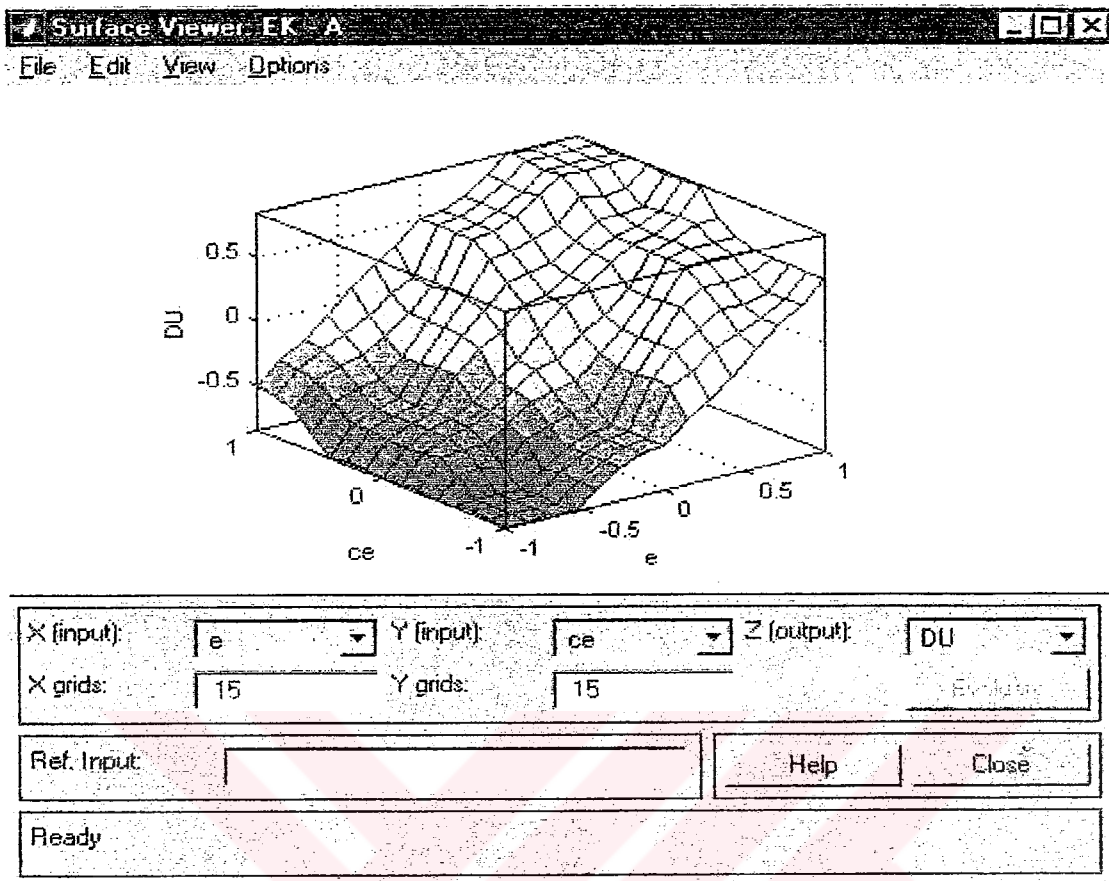 Surface Viewer: EK - A
File Edit View Options
0.5
0
-0.5
DU
1
0
-1
ce
-1
-0.5
0
0.5
1
e
X (input): e Y (input): ce Z (output): DU
X grids: 15 Y grids: 15 Evaluate
Ref. Input: Help Close
Ready